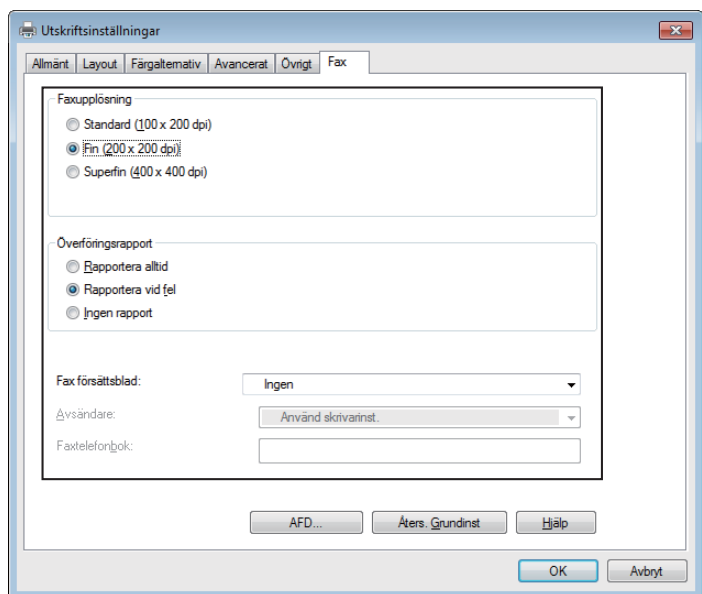 Utskriftsinställningar
Allmänt Layout Färgalternativ Avancerat Övrigt Fax
Faxupplösning
Standard (100 x 200 dpi)
Fin (200 x 200 dpi)
Superfin (400 x 400 dpi)
Överföringsrapport
Rapportera alltid
Rapportera vid fel
Ingen rapport
Fax försättsblad: Ingen
Avsändare: Använd skrivarinst.
Faxtelefonbok:
AFD... Åters. Grundinst Hjälp
OK Avbryt